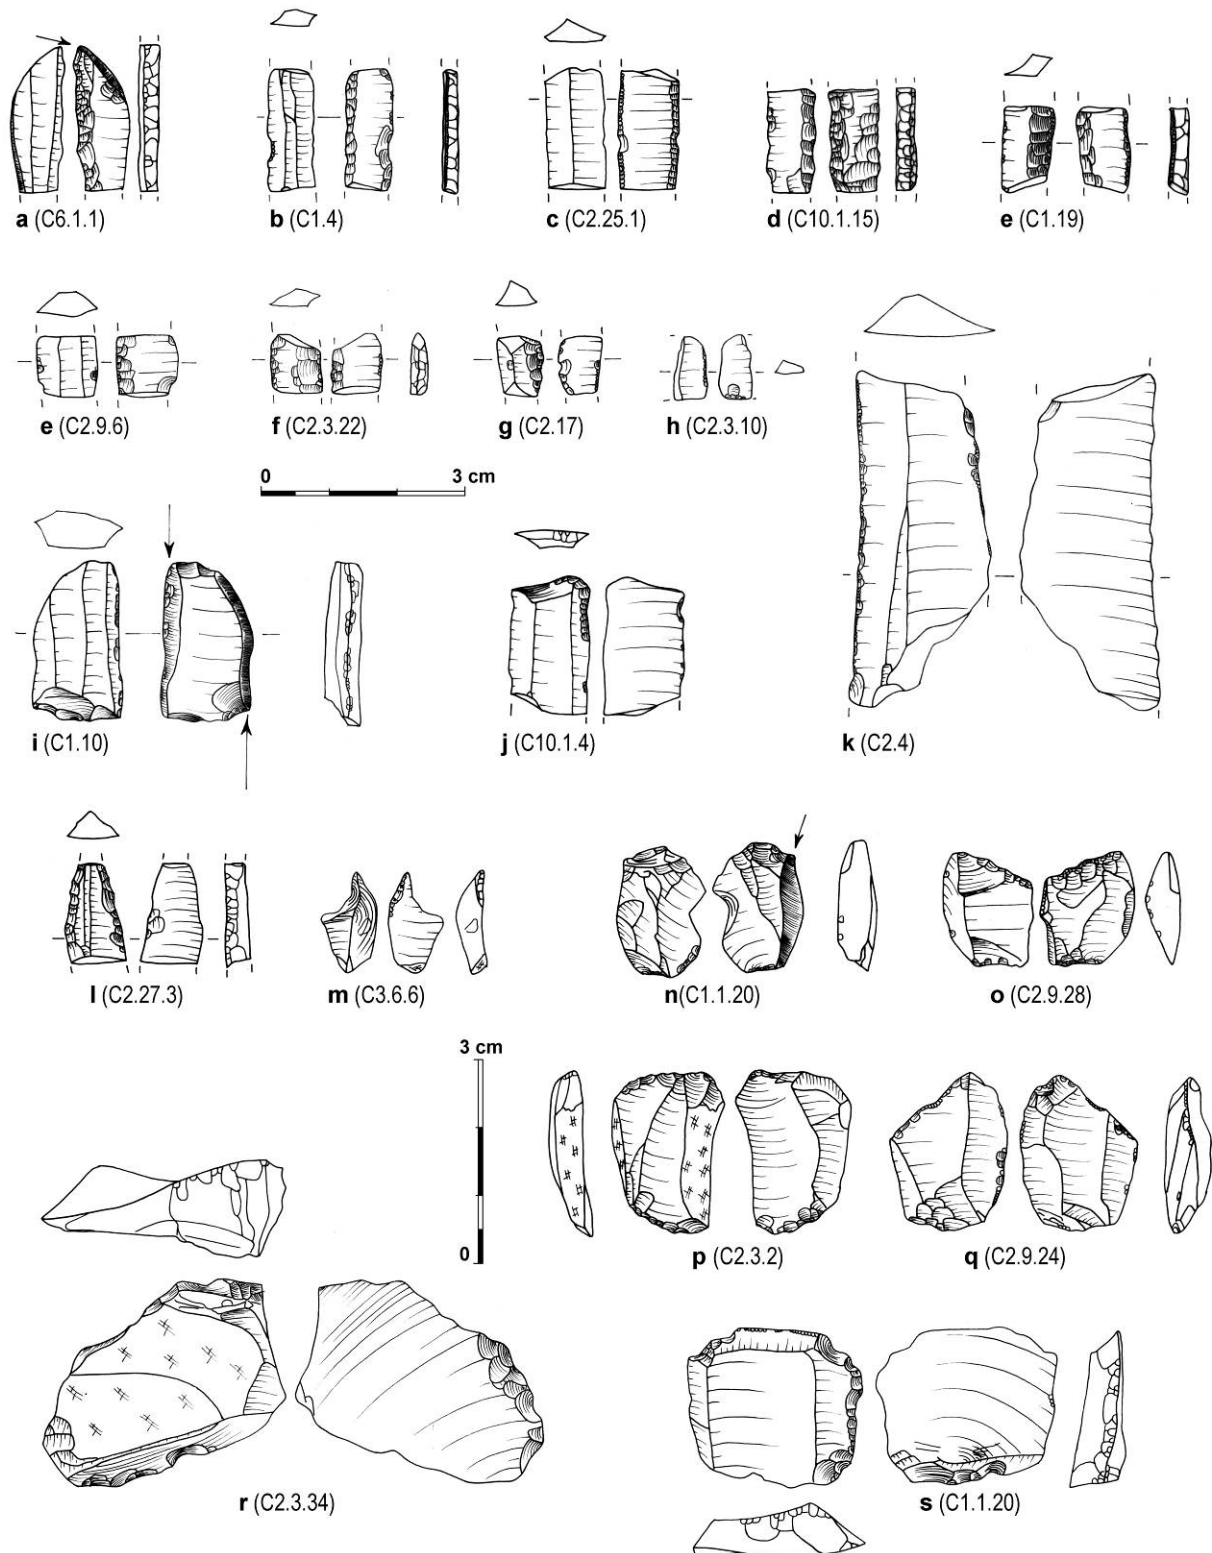 a (C6.1.1)
b (C1.4)
c (C2.25.1)
d (C10.1.15)
e (C1.19)
e (C2.9.6)
f (C2.3.22)
g (C2.17)
h (C2.3.10)
0 3 cm
i (C1.10)
j (C10.1.4)
k (C2.4)
l (C2.27.3)
m (C3.6.6)
n(C1.1.20)
o (C2.9.28)
3 cm
0
p (C2.3.2)
q (C2.9.24)
r (C2.3.34)
s (C1.1.20)